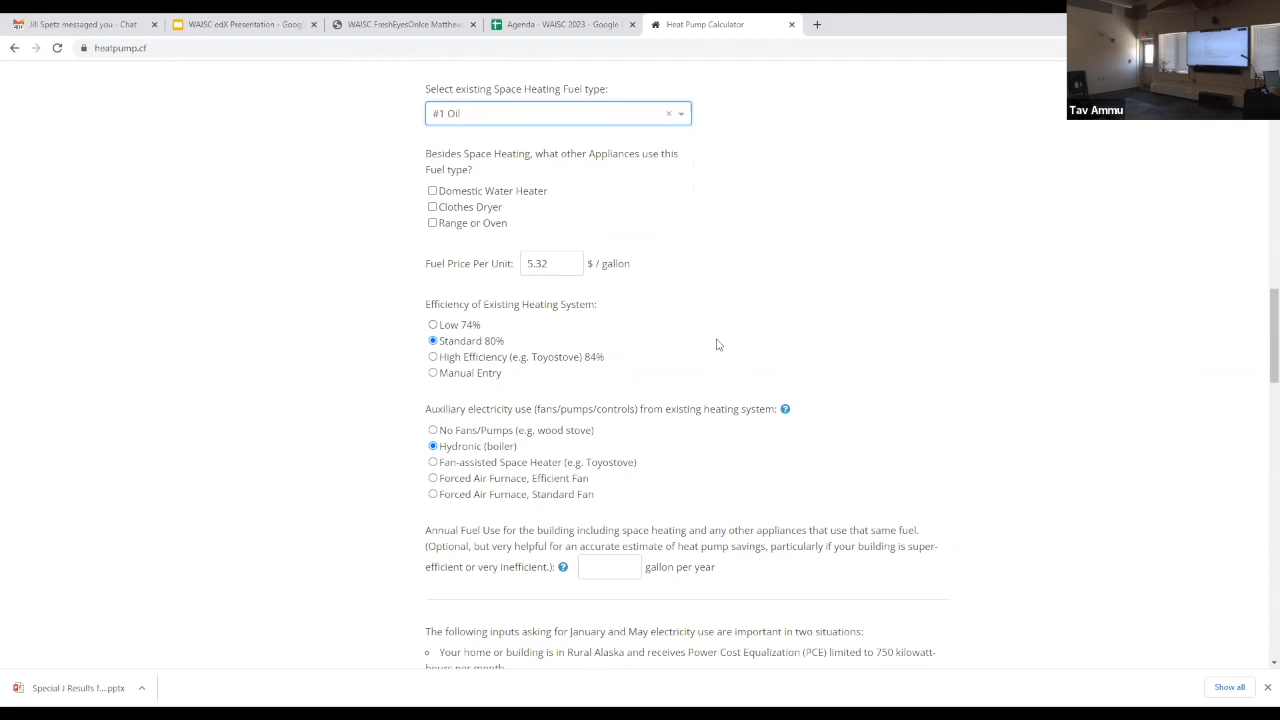 Jill Spetz messaged you - Chat
WAISC edX Presentation - Googl
WAISC FreshEyesOnIce Matthew
Agenda - WAISC 2023 - Google
Heat Pump Calculator
heatpump.cf
Tav Ammu
Select existing Space Heating Fuel type:
#1 Oil
Besides Space Heating, what other Appliances use this
Fuel type?
Domestic Water Heater
Clothes Dryer
Range or Oven
Fuel Price Per Unit: 5.32 $ / gallon
Efficiency of Existing Heating System:
Low 74%
Standard 80%
High Efficiency (e.g. Toyostove) 84%
Manual Entry
Auxiliary electricity use (fans/pumps/controls) from existing heating system:
No Fans/Pumps (e.g. wood stove)
Hydronic (boiler)
Fan-assisted Space Heater (e.g. Toyostove)
Forced Air Furnace, Efficient Fan
Forced Air Furnace, Standard Fan
Annual Fuel Use for the building including space heating and any other appliances that use that same fuel.
(Optional, but very helpful for an accurate estimate of heat pump savings, particularly if your building is super-
efficient or very inefficient.): gallon per year
The following inputs asking for January and May electricity use are important in two situations:
Your home or building is in Rural Alaska and receives Power Cost Equalization (PCE) limited to 750 kilowatt-
hours per month
Special J Results f....pptx
Show all